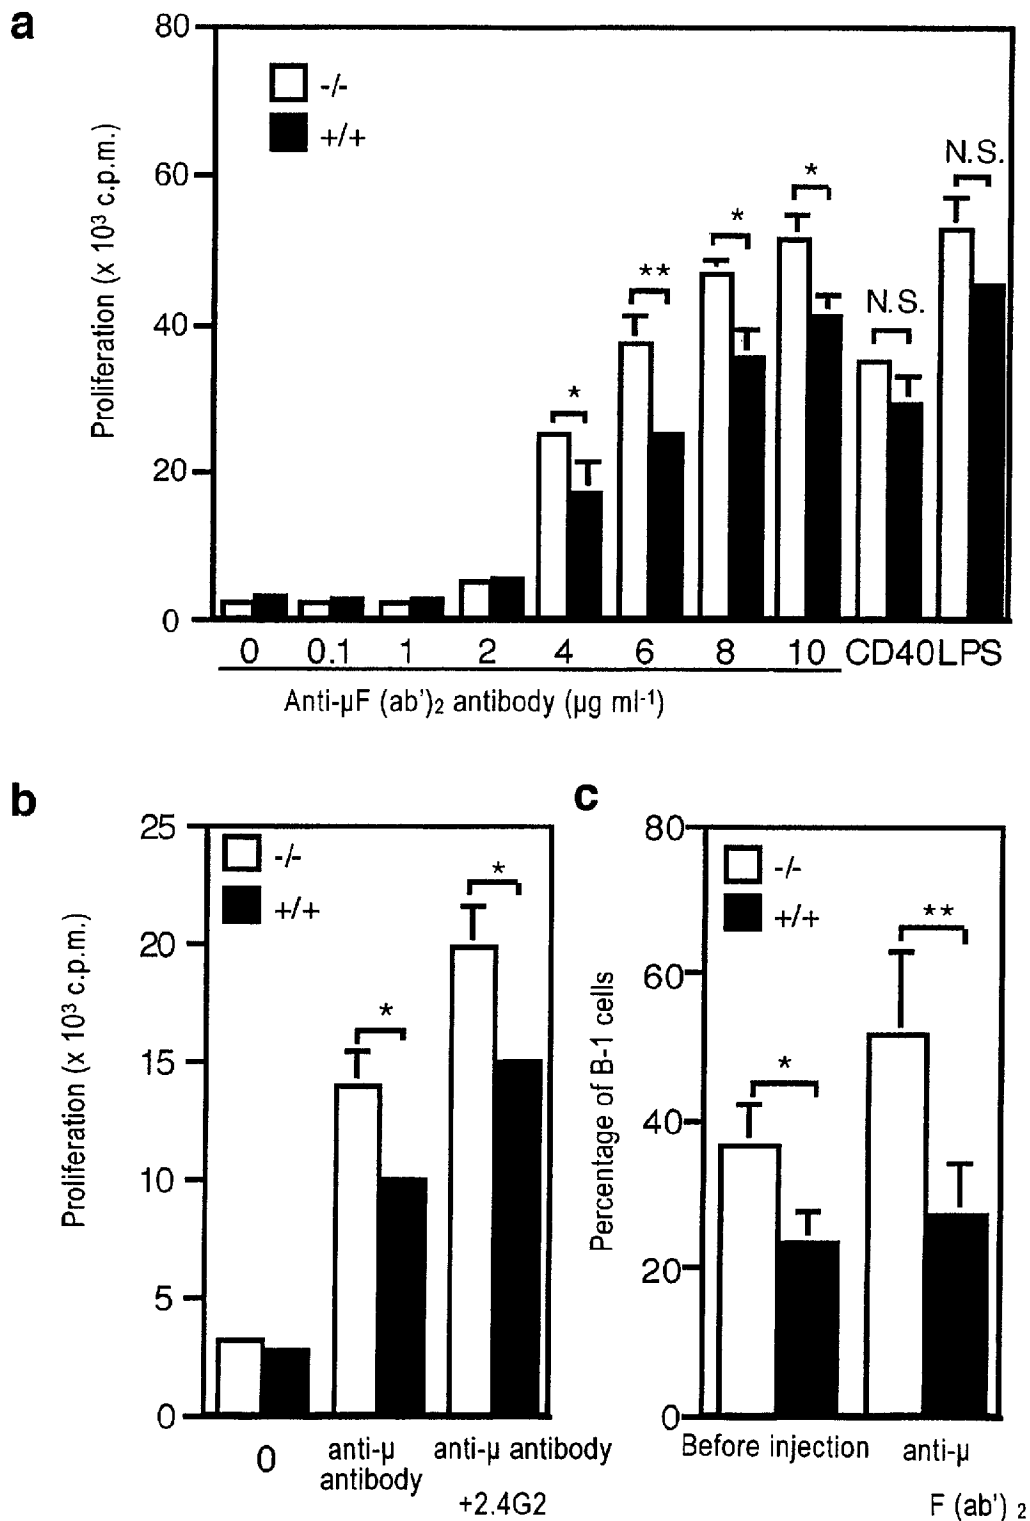 a
Proliferation (x 10³ c.p.m.)
80
60
40
20
0
-/-
+/+
*
**
*
*
N.S.
N.S.
0 0.1 1 2 4 6 8 10 CD40 LPS
Anti-µF (ab')₂ antibody (µg ml⁻¹)
b
Proliferation (x 10³ c.p.m.)
25
20
15
10
5
0
-/-
+/+
*
*
0
anti-µ antibody
anti-µ antibody
+2.4G2
c
Percentage of B-1 cells
80
60
40
20
0
-/-
+/+
*
**
Before injection
anti-µ
F (ab') ₂